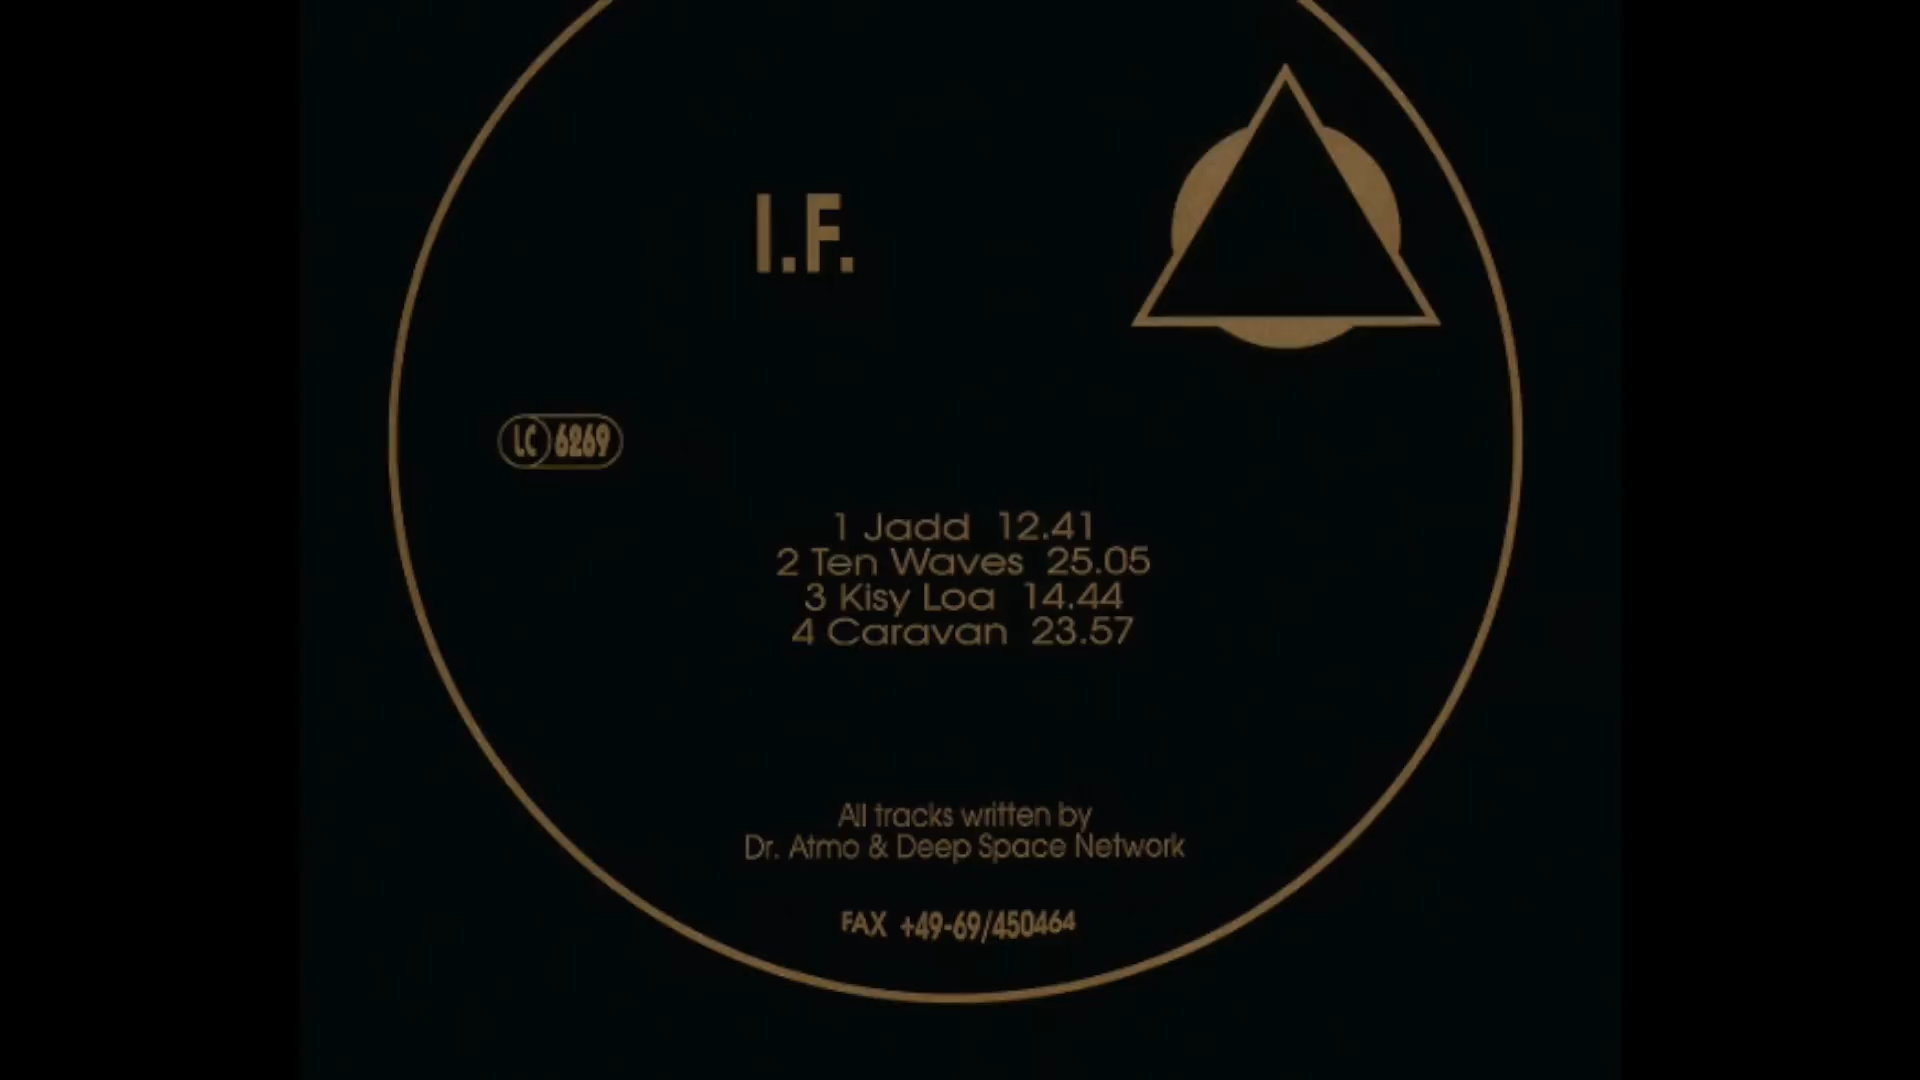 I.F.
LC 6269
1 Jadd 12.41
2 Ten Waves 25.05
3 Kisy Loa 14.44
4 Caravan 23.57
All tracks written by
Dr. Atmo & Deep Space Network
FAX +49-69/450464